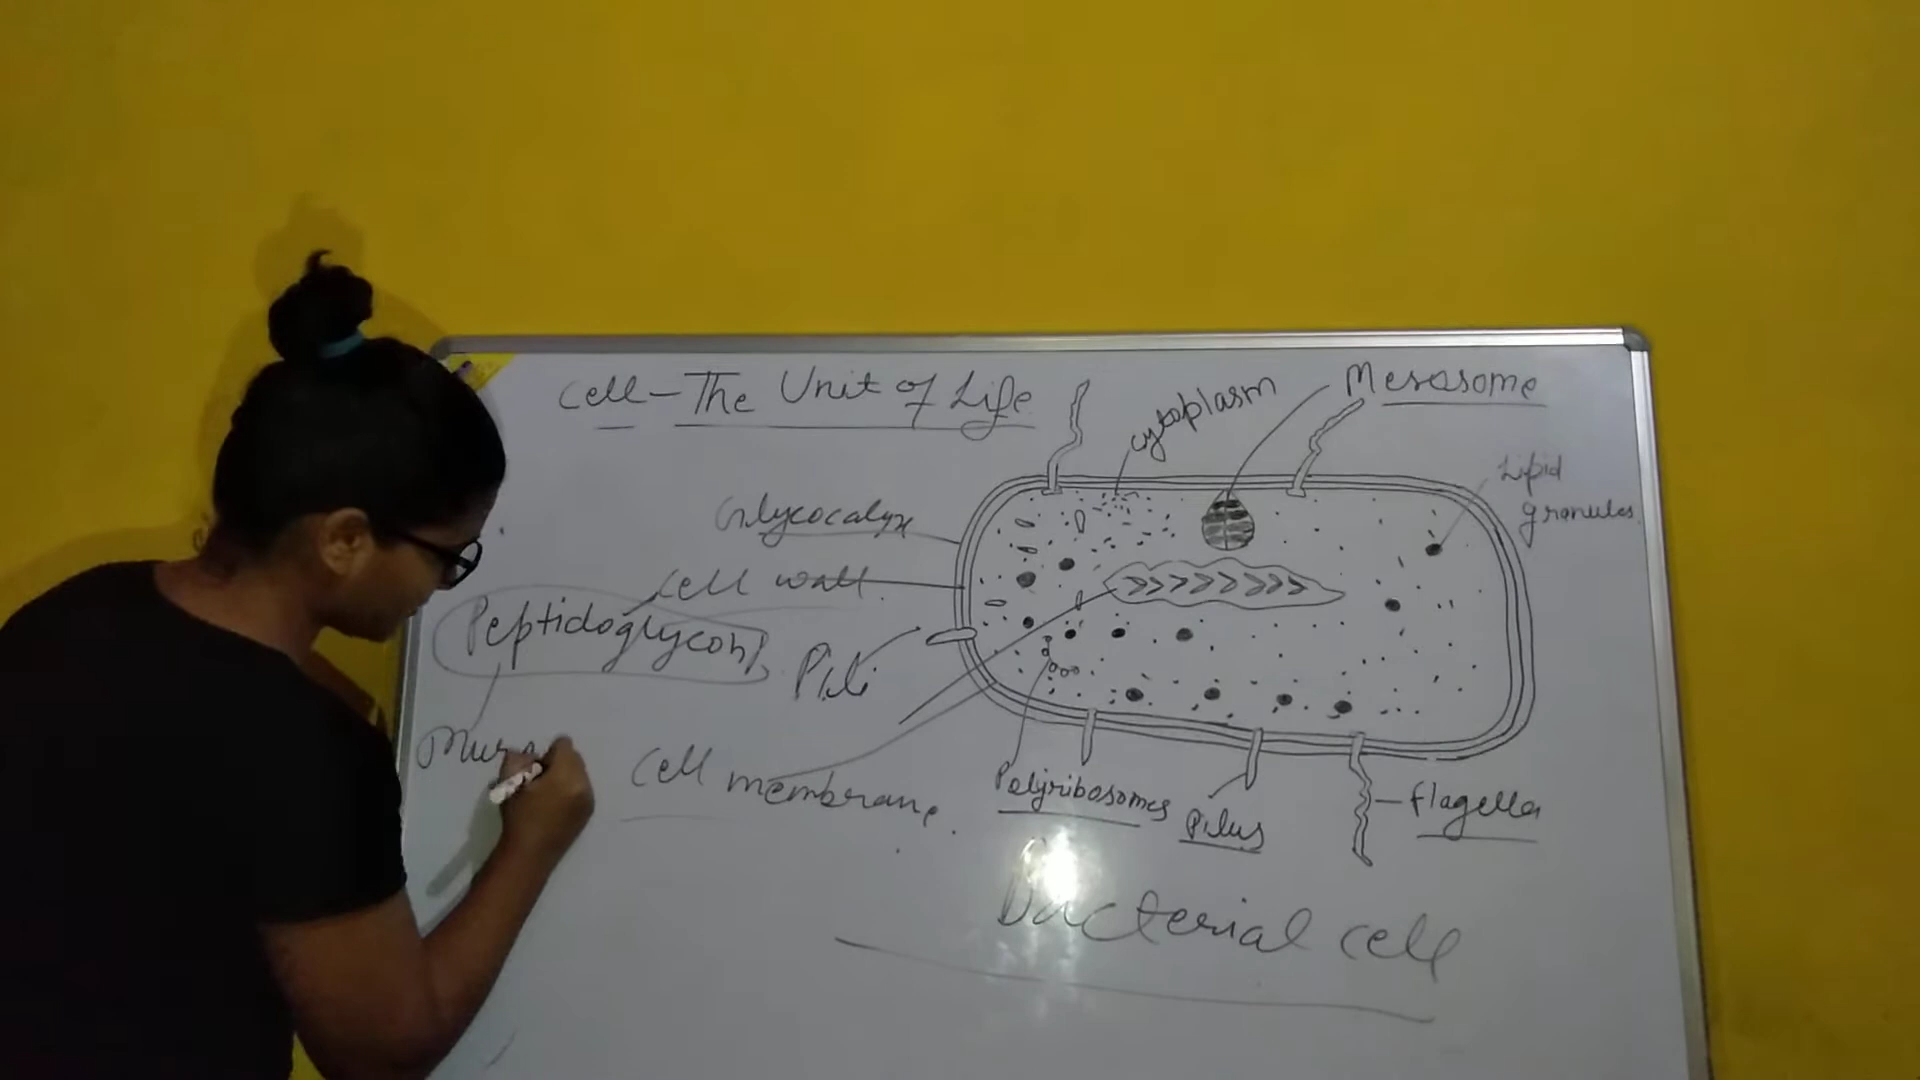 Cell - The Unit of Life
Mesosome
cytoplasm
Lipid
granules
Glycocalyx
cell wall
Peptidoglycan
Pili
Cell membrane.
Polyribosomes
Pilus
flagella
Bacterial cell